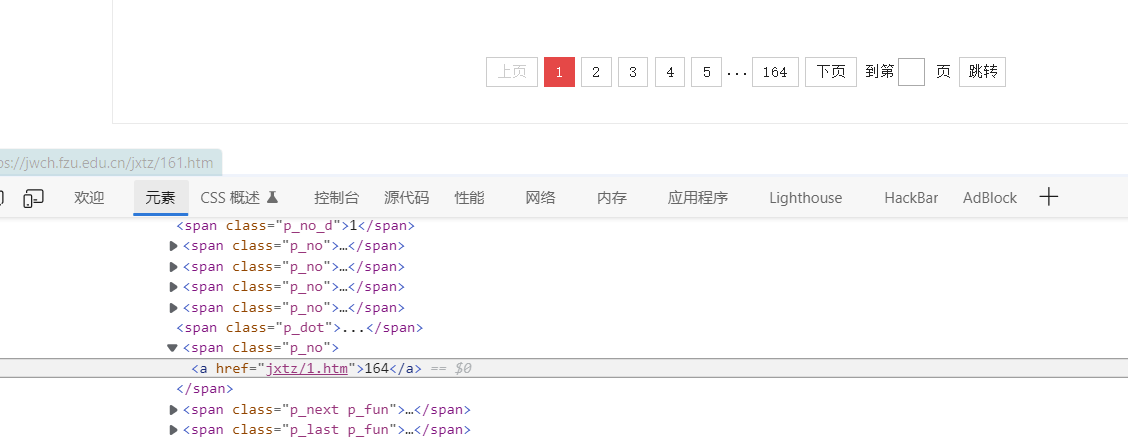 上页 1 2 3 4 5 ... 164 下页 到第 页 跳转
ps://jwch.fzu.edu.cn/jxtz/161.htm
欢迎 元素 CSS 概述 控制台 源代码 性能 网络 内存 应用程序 Lighthouse HackBar AdBlock
<span class="p_no_d">1</span>
<span class="p_no">…</span>
<span class="p_no">…</span>
<span class="p_no">…</span>
<span class="p_no">…</span>
<span class="p_dot">...</span>
<span class="p_no">
<a href="jxtz/1.htm">164</a> == $0
</span>
<span class="p_next p_fun">…</span>
<span class="p_last p_fun">…</span>